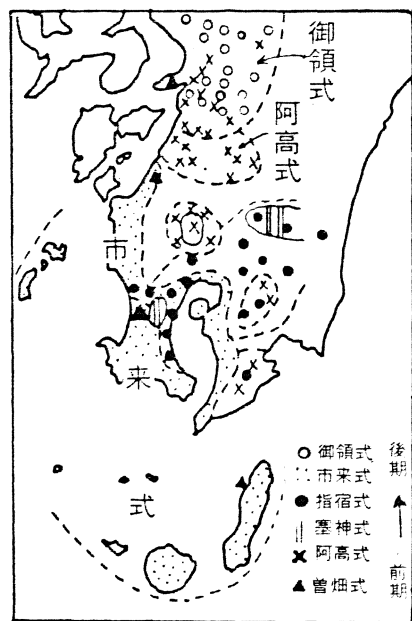 御領式
阿高式
市来式
○ 御領式
市来式
● 指宿式
塞神式
× 阿高式
▲ 曽畑式
後期
前期